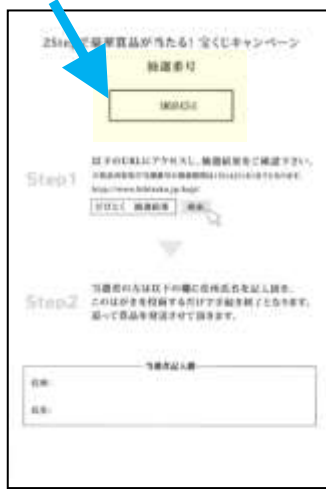 2Stepで豪華賞品が当たる！宝くじキャンペーン
抽選番号
Step1
以下のURLにアクセスし、抽選結果をご確認下さい。
抽選結果 検索
Step2
当選者の方は以下の欄に住所氏名を記入頂き、
このはがきを投函するだけで手続き終了となります。
追って賞品を発送させて頂きます。
当選者記入欄
住所:
氏名: